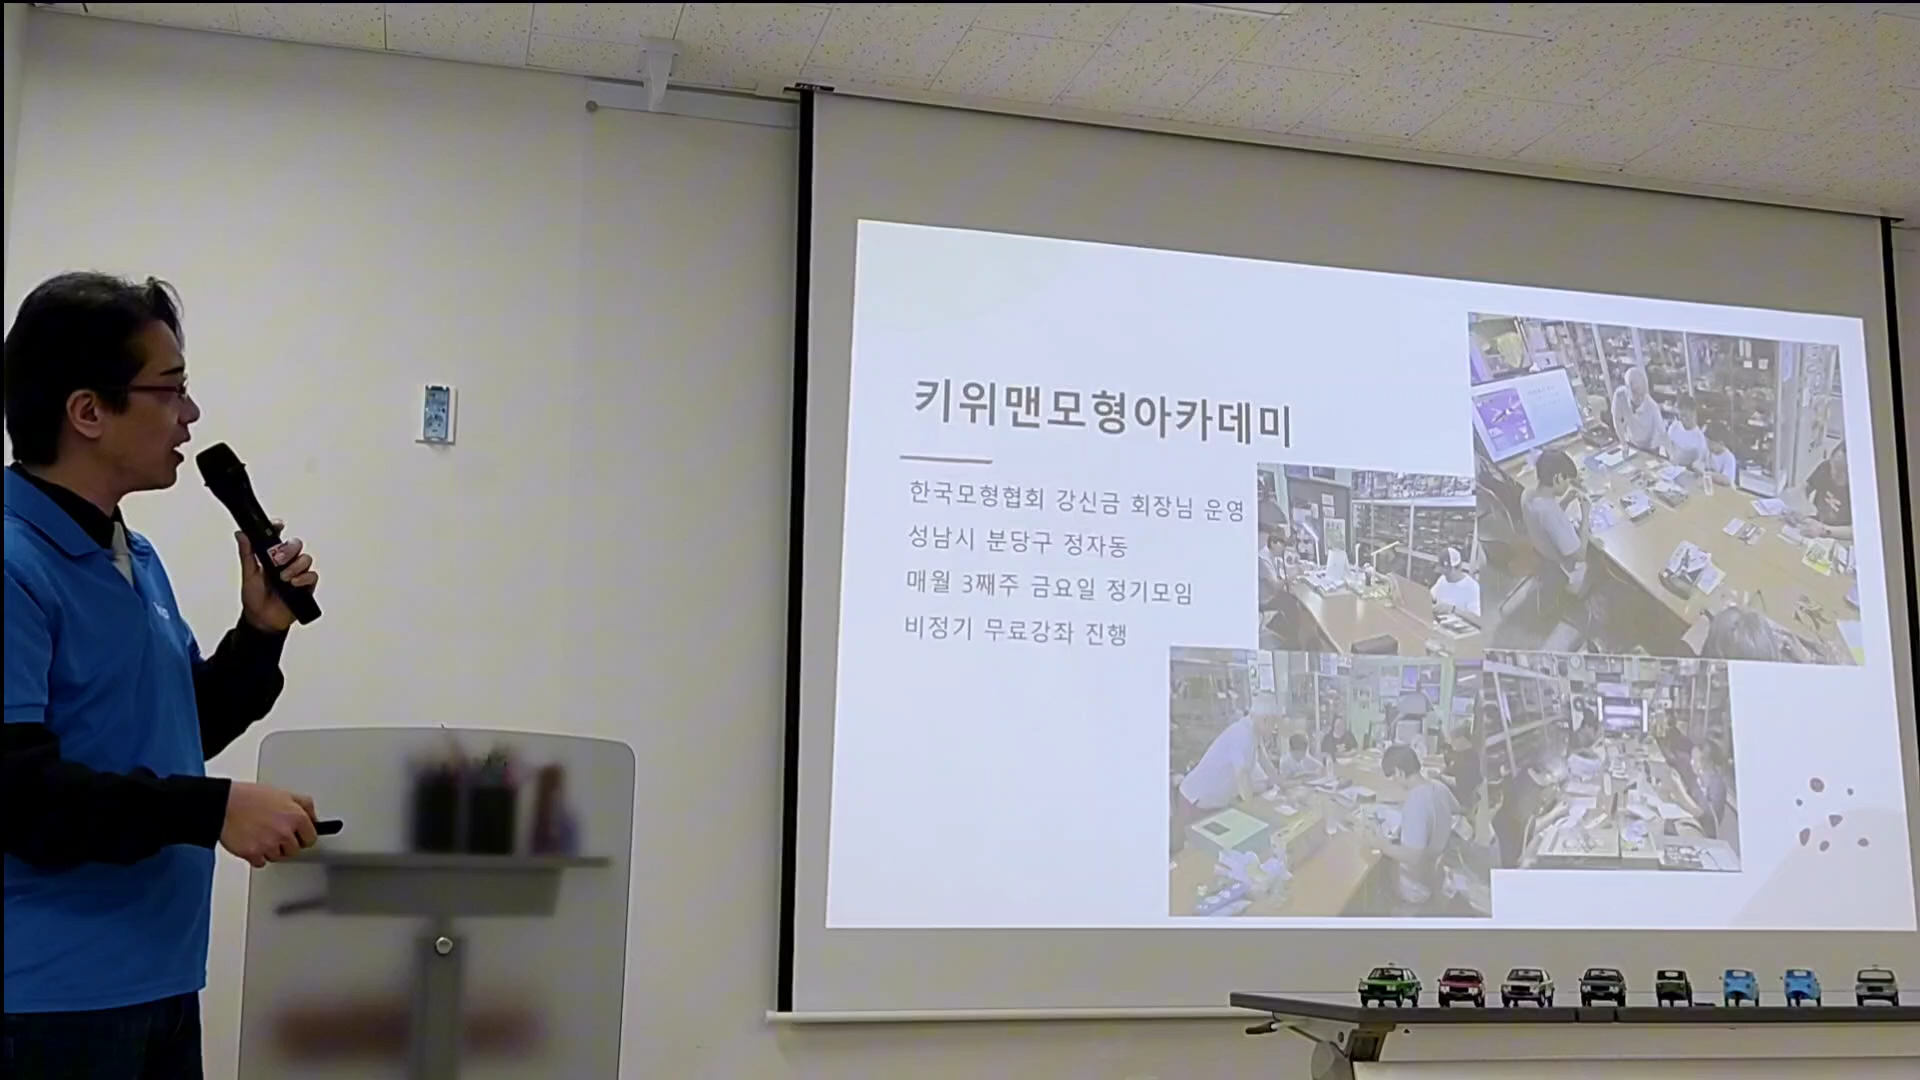 키위맨모형아카데미
한국모형협회 강신금 회장님 운영
성남시 분당구 정자동
매월 3째주 금요일 정기모임
비정기 무료강좌 진행